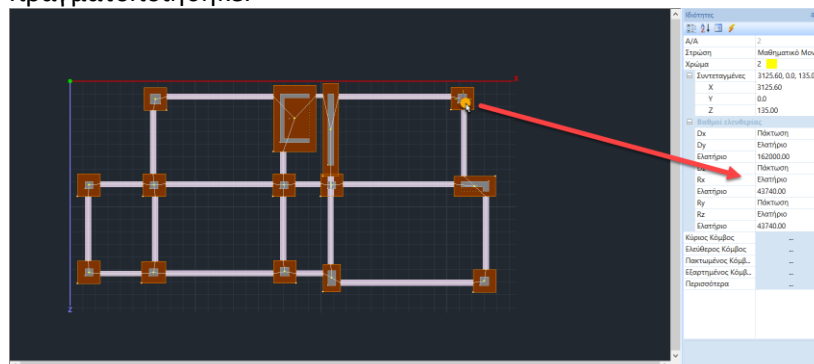 πραγματοποιήθηκε.
Ιδιότητες
A/A 2
Στρώση Μαθηματικό Μον
Χρώμα 2
Συντεταγμένες 3125.60, 0.0, 135.0
X 3125.60
Y 0.0
Z 135.00
Βαθμοί ελευθερίας
Dx Πάκτωση
Dy Ελατήριο
Ελατήριο 162000.00
Πάκτωση
Rx Ελατήριο
Ελατήριο 43740.00
Ry Πάκτωση
Rz Ελατήριο
Ελατήριο 43740.00
Κύριος Κόμβος ...
Ελεύθερος Κόμβος ...
Πακτωμένος Κόμβ... ...
Εξαρτημένος Κόμβ... ...
Περισσότερα ...
x
z